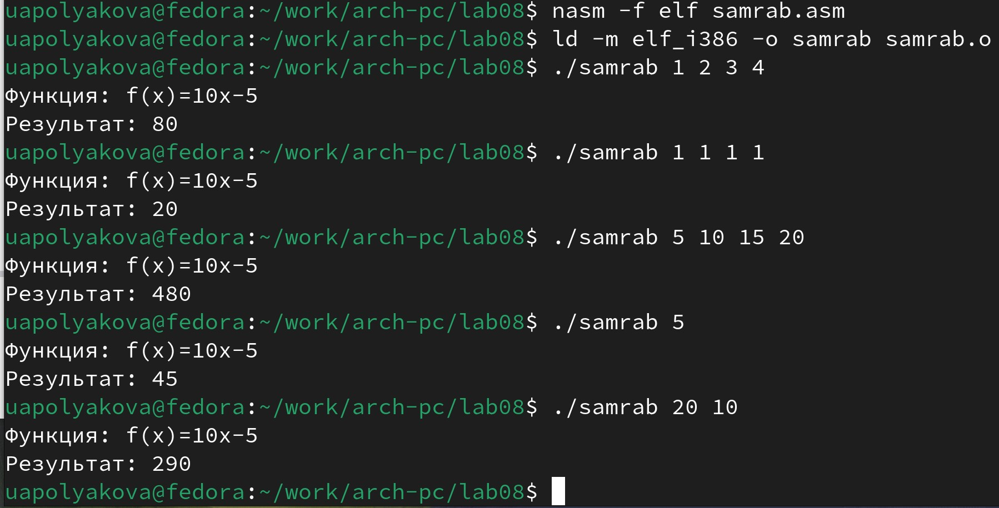 uapolyakova@fedora:~/work/arch-pc/lab08$ nasm -f elf samrab.asm
uapolyakova@fedora:~/work/arch-pc/lab08$ ld -m elf_i386 -o samrab samrab.o
uapolyakova@fedora:~/work/arch-pc/lab08$ ./samrab 1 2 3 4
Функция: f(x)=10x-5
Результат: 80
uapolyakova@fedora:~/work/arch-pc/lab08$ ./samrab 1 1 1 1
Функция: f(x)=10x-5
Результат: 20
uapolyakova@fedora:~/work/arch-pc/lab08$ ./samrab 5 10 15 20
Функция: f(x)=10x-5
Результат: 480
uapolyakova@fedora:~/work/arch-pc/lab08$ ./samrab 5
Функция: f(x)=10x-5
Результат: 45
uapolyakova@fedora:~/work/arch-pc/lab08$ ./samrab 20 10
Функция: f(x)=10x-5
Результат: 290
uapolyakova@fedora:~/work/arch-pc/lab08$